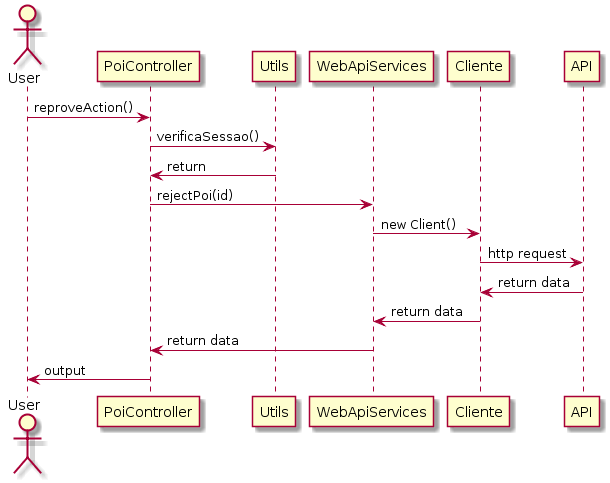 User
PoiController
Utils
WebApiServices
Cliente
API
reproveAction()
verificaSessao()
return
rejectPoi(id)
new Client()
http request
return data
return data
return data
output
User
PoiController
Utils
WebApiServices
Cliente
API